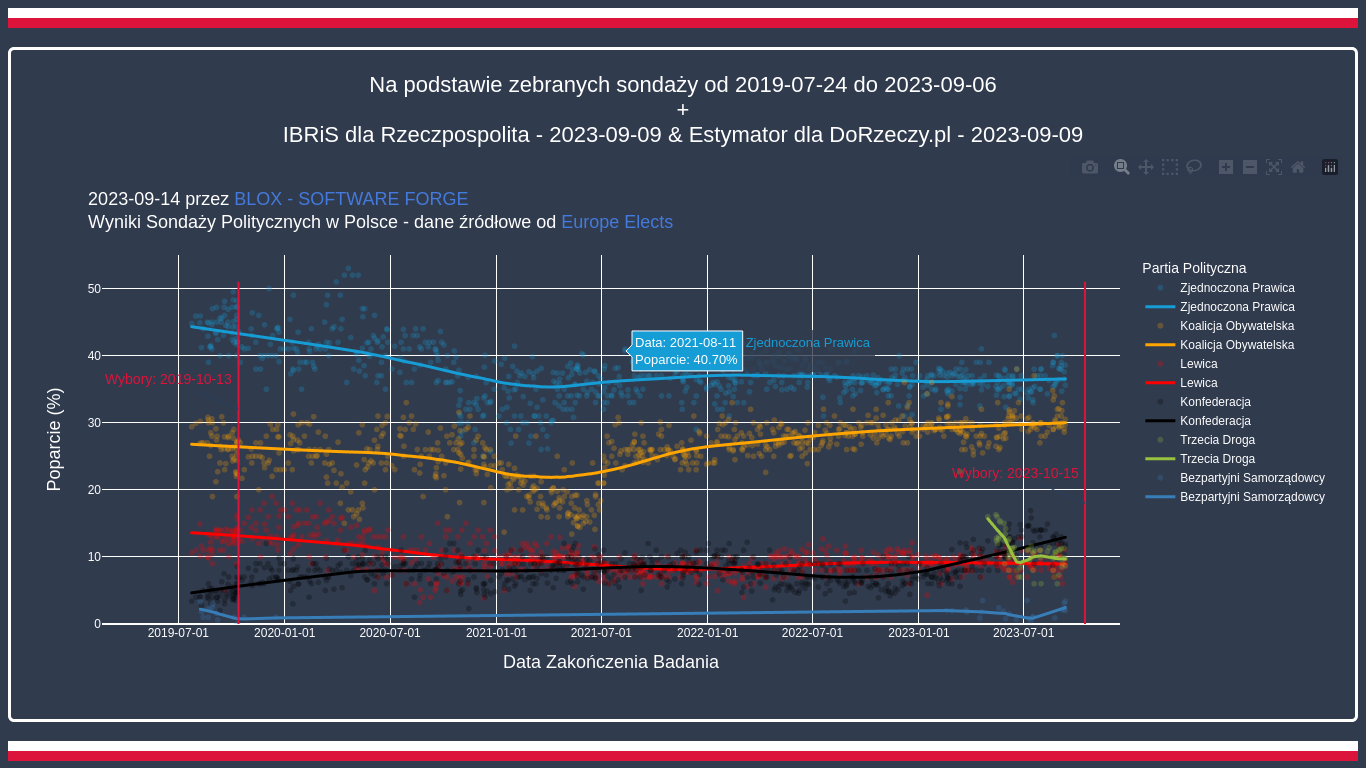 Na podstawie zebranych sondaży od 2019-07-24 do 2023-09-06
+
IBRiS dla Rzeczpospolita - 2023-09-09 & Estymator dla DoRzeczy.pl - 2023-09-09
2023-09-14 przez BLOX - SOFTWARE FORGE
Wyniki Sondaży Politycznych w Polsce - dane źródłowe od Europe Elects
Partia Polityczna
Zjednoczona Prawica
Zjednoczona Prawica
Koalicja Obywatelska
Koalicja Obywatelska
Lewica
Lewica
Konfederacja
Konfederacja
Trzecia Droga
Trzecia Droga
Bezpartyjni Samorządowcy
Bezpartyjni Samorządowcy
Poparcie (%)
50
40
30
20
10
0
Data: 2021-08-11
Poparcie: 40.70%
Zjednoczona Prawica
Wybory: 2019-10-13
Wybory: 2023-10-15
2019-07-01
2020-01-01
2020-07-01
2021-01-01
2021-07-01
2022-01-01
2022-07-01
2023-01-01
2023-07-01
Data Zakończenia Badania